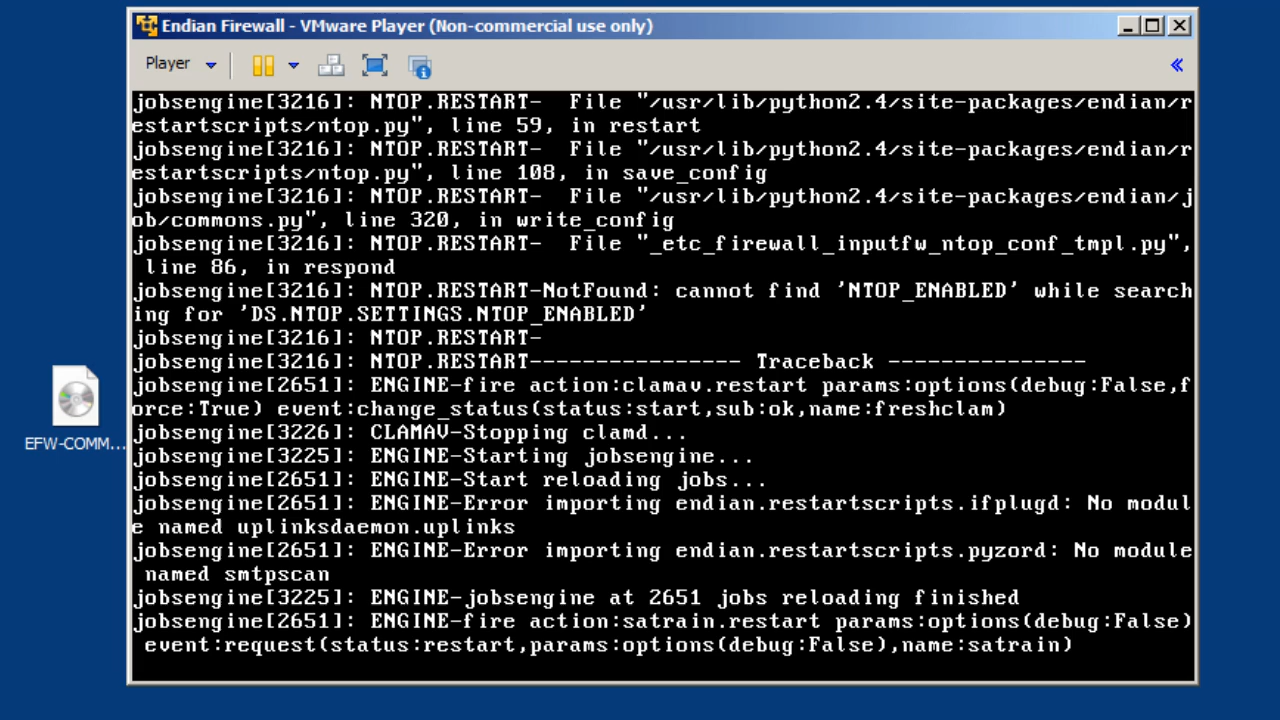 Endian Firewall - VMware Player (Non-commercial use only)
Player
jobsengine[3216]: NTOP.RESTART-  File "/usr/lib/python2.4/site-packages/endian/r
estartscripts/ntop.py", line 59, in restart
jobsengine[3216]: NTOP.RESTART-  File "/usr/lib/python2.4/site-packages/endian/r
estartscripts/ntop.py", line 108, in save_config
jobsengine[3216]: NTOP.RESTART-  File "/usr/lib/python2.4/site-packages/endian/j
ob/commons.py", line 320, in write_config
jobsengine[3216]: NTOP.RESTART-  File "_etc_firewall_inputfw_ntop_conf_tmpl.py",
 line 86, in respond
jobsengine[3216]: NTOP.RESTART-NotFound: cannot find 'NTOP_ENABLED' while search
ing for 'DS.NTOP.SETTINGS.NTOP_ENABLED'
jobsengine[3216]: NTOP.RESTART-
jobsengine[3216]: NTOP.RESTART---------------- Traceback ---------------
jobsengine[2651]: ENGINE-fire action:clamav.restart params:options(debug:False,f
orce:True) event:change_status(status:start,sub:ok,name:freshclam)
jobsengine[3226]: CLAMAV-Stopping clamd...
jobsengine[3225]: ENGINE-Starting jobsengine...
jobsengine[2651]: ENGINE-Start reloading jobs...
jobsengine[2651]: ENGINE-Error importing endian.restartscripts.ifplugd: No modul
e named uplinksdaemon.uplinks
jobsengine[2651]: ENGINE-Error importing endian.restartscripts.pyzord: No module
 named smtpscan
jobsengine[3225]: ENGINE-jobsengine at 2651 jobs reloading finished
jobsengine[2651]: ENGINE-fire action:satrain.restart params:options(debug:False)
 event:request(status:restart,params:options(debug:False),name:satrain)
EFW-COMM...